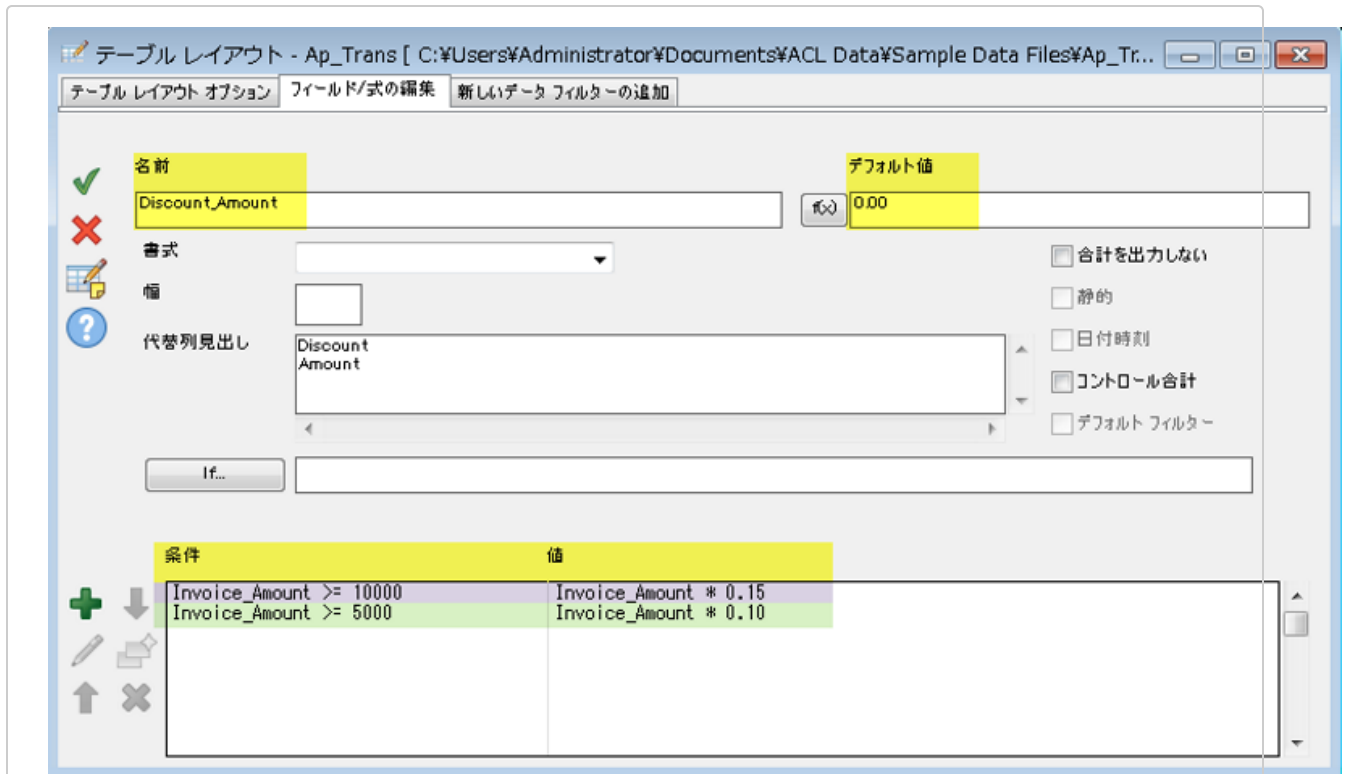 テーブル レイアウト - Ap_Trans [ C:¥Users¥Administrator¥Documents¥ACL Data¥Sample Data Files¥Ap_Tr...
テーブル レイアウト オプション フィールド/式の編集 新しいデータ フィルターの追加
名前 デフォルト値
Discount_Amount f(x) 0.00
書式 合計を出力しない
幅 静的
代替列見出し 日付時刻
Discount
Amount
コントロール合計
デフォルト フィルター
If...
条件 値
Invoice_Amount >= 10000 Invoice_Amount * 0.15
Invoice_Amount >= 5000 Invoice_Amount * 0.10